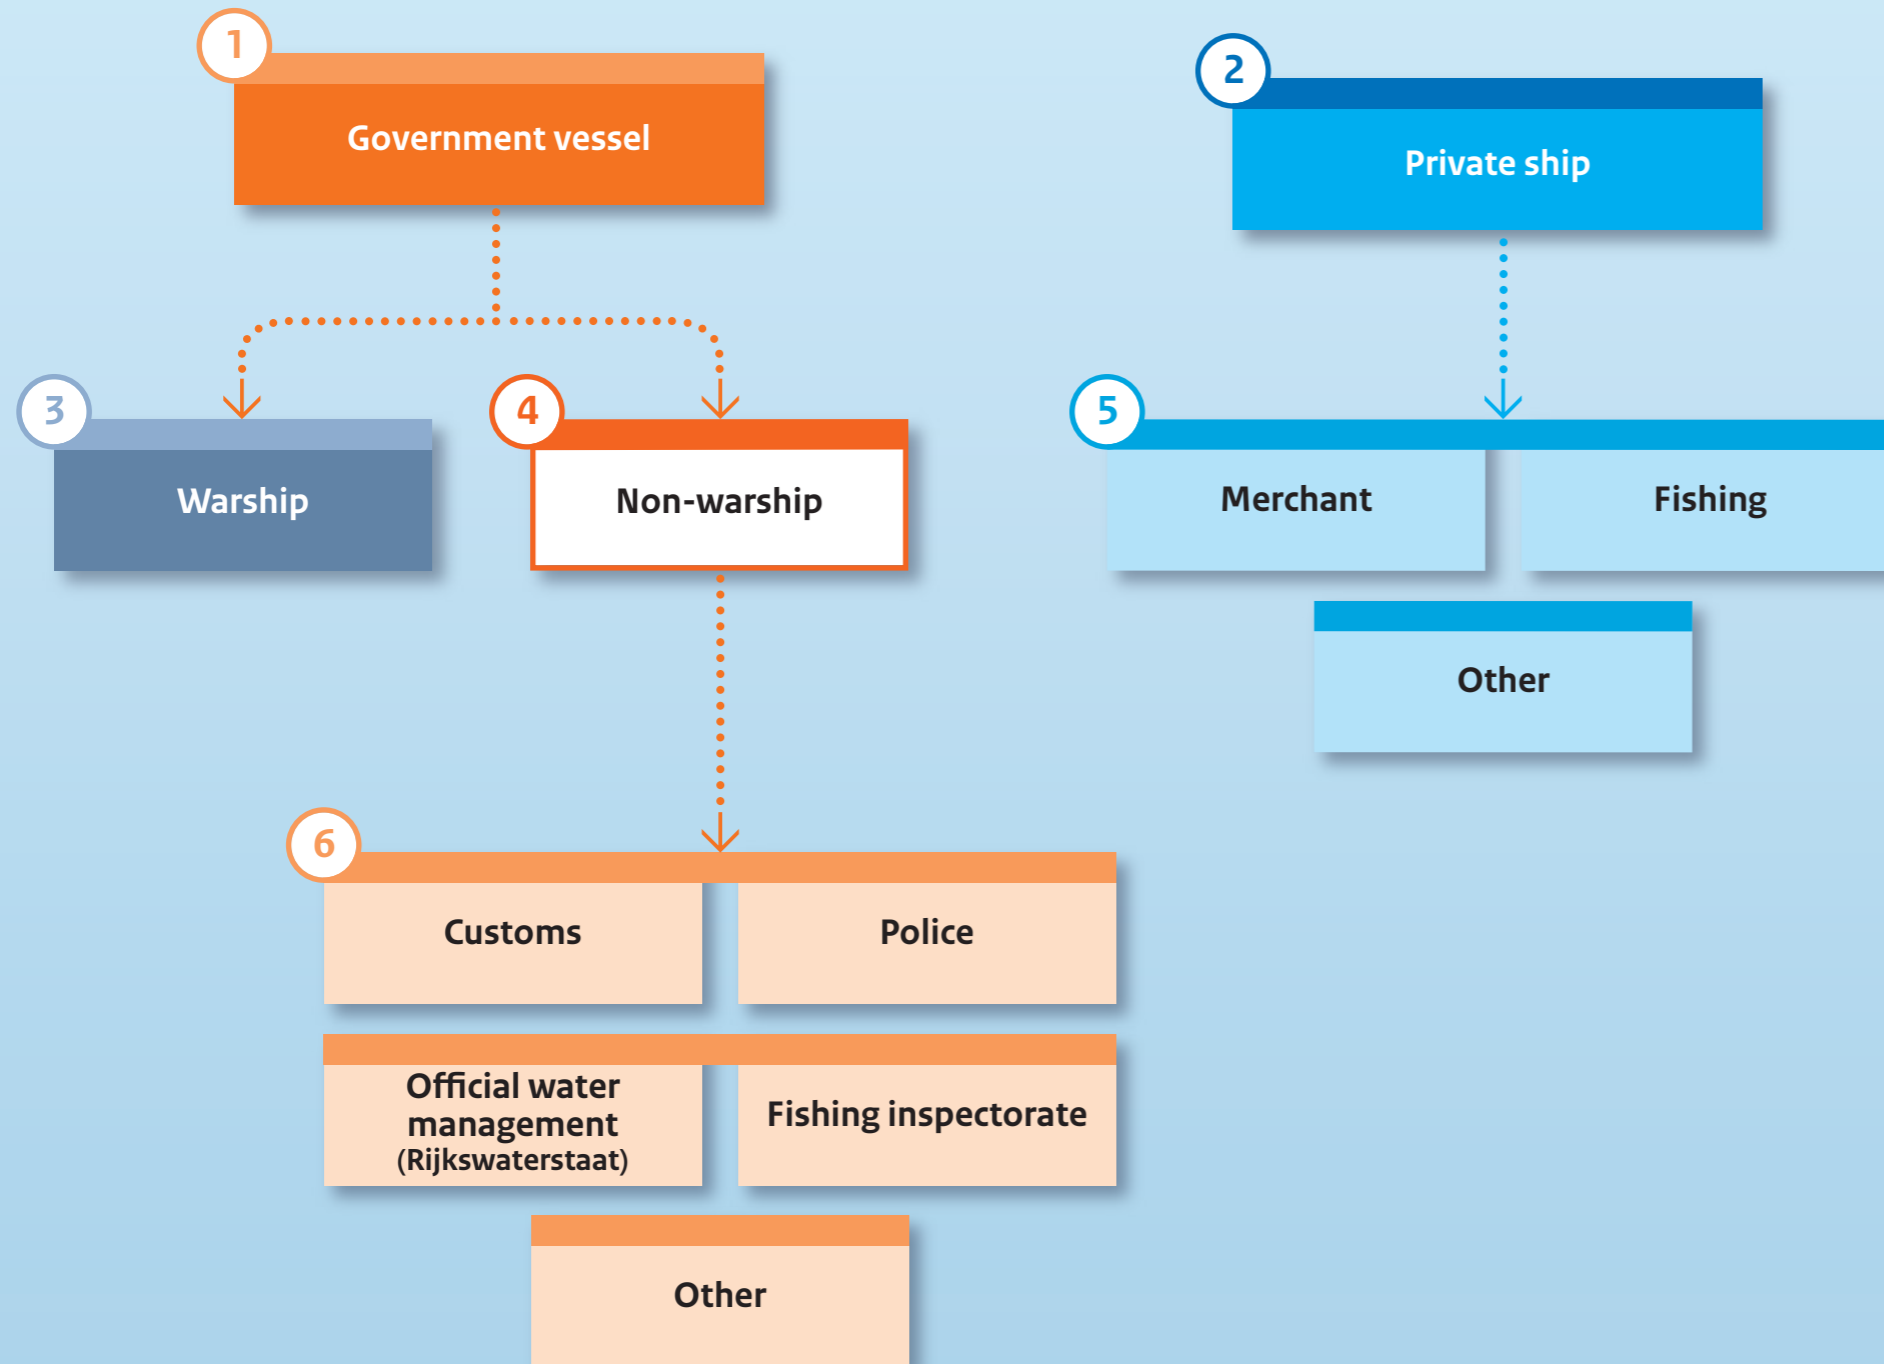 1
Government vessel
2
Private ship
3
Warship
4
Non-warship
5
Merchant
Fishing
Other
6
Customs
Police
Official water
management
(Rijkswaterstaat)
Fishing inspectorate
Other